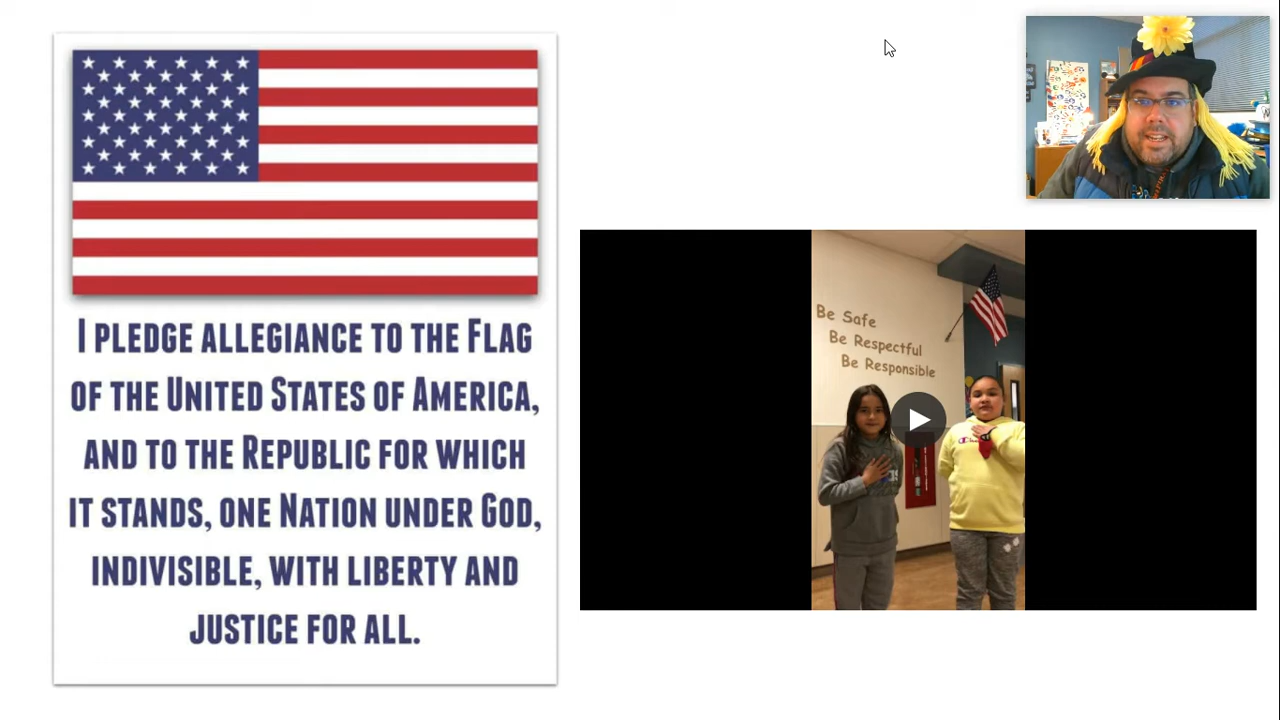 I PLEDGE ALLEGIANCE TO THE FLAG
OF THE UNITED STATES OF AMERICA,
AND TO THE REPUBLIC FOR WHICH
IT STANDS, ONE NATION UNDER GOD,
INDIVISIBLE, WITH LIBERTY AND
JUSTICE FOR ALL.
Be Safe
Be Respectful
Be Responsible